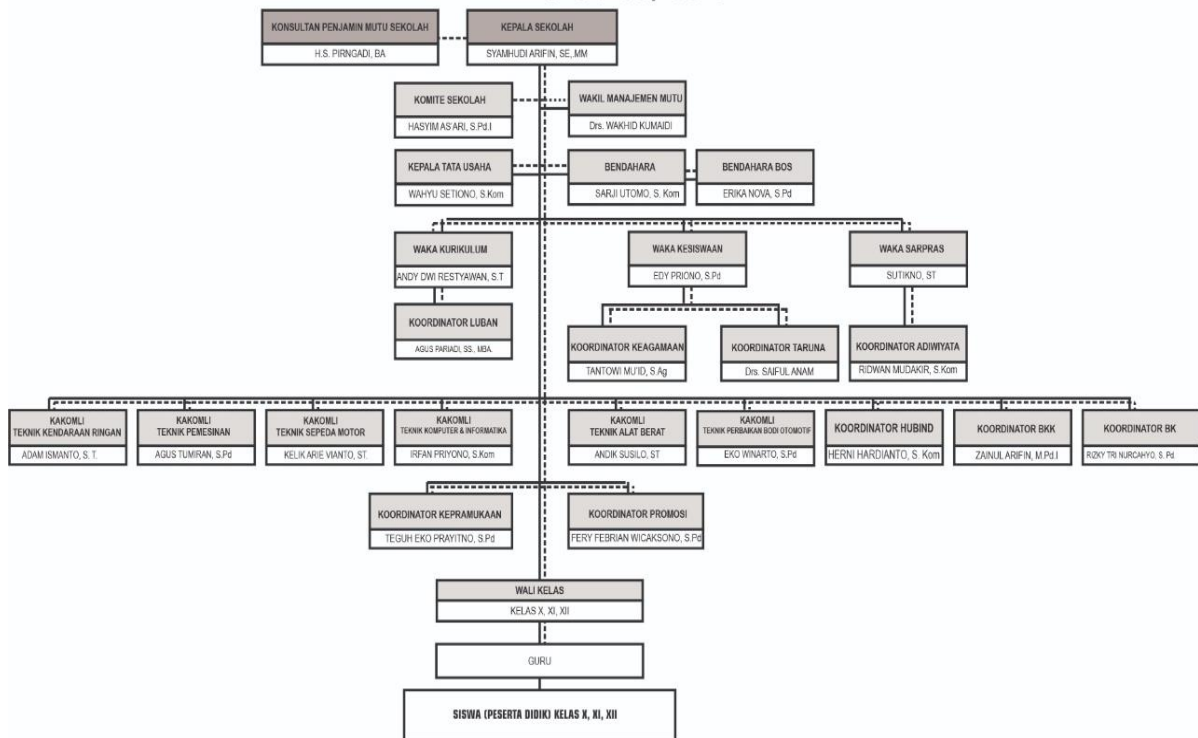 KONSULTAN PENJAMIN MUTU SEKOLAH
H.S. PIRNGADI, BA
KEPALA SEKOLAH
SYAMHUDI ARIFIN, SE,.MM
KOMITE SEKOLAH
HASYIM AS'ARI, S.Pd.I
WAKIL MANAJEMEN MUTU
Drs. WAKHID KUMAIDI
KEPALA TATA USAHA
WAHYU SETIONO, S.Kom
BENDAHARA
SARJI UTOMO, S. Kom
BENDAHARA BOS
ERIKA NOVA, S.Pd
WAKA KURIKULUM
ANDY DWI RESTYAWAN, S.T
WAKA KESISWAAN
EDY PRIONO, S.Pd
WAKA SARPRAS
SUTIKNO, ST
KOORDINATOR LUBAN
AGUS PARIADI, SS., MBA.
KOORDINATOR KEAGAMAAN
TANTOWI MU'ID, S.Ag
KOORDINATOR TARUNA
Drs. SAIFUL ANAM
KOORDINATOR ADIWIYATA
RIDWAN MUDAKIR, S.Kom
KAKOMLI
TEKNIK KENDARAAN RINGAN
ADAM ISMANTO, S. T.
KAKOMLI
TEKNIK PEMESINAN
AGUS TUMIRAN, S.Pd
KAKOMLI
TEKNIK SEPEDA MOTOR
KELIK ARIE VIANTO, ST.
KAKOMLI
TEKNIK KOMPUTER & INFORMATIKA
IRFAN PRIYONO, S.Kom
KAKOMLI
TEKNIK ALAT BERAT
ANDIK SUSILO, ST
KAKOMLI
TEKNIK PERBAIKAN BODI OTOMOTIF
EKO WINARTO, S.Pd
KOORDINATOR HUBIND
HERNI HARDIANTO, S. Kom
KOORDINATOR BKK
ZAINUL ARIFIN, M.Pd.I
KOORDINATOR BK
RIZKY TRI NURCAHYO, S. Pd
KOORDINATOR KEPRAMUKAAN
TEGUH EKO PRAYITNO, S.Pd
KOORDINATOR PROMOSI
FERY FEBRIAN WICAKSONO, S.Pd
WALI KELAS
KELAS X, XI, XII
GURU
SISWA (PESERTA DIDIK) KELAS X, XI, XII